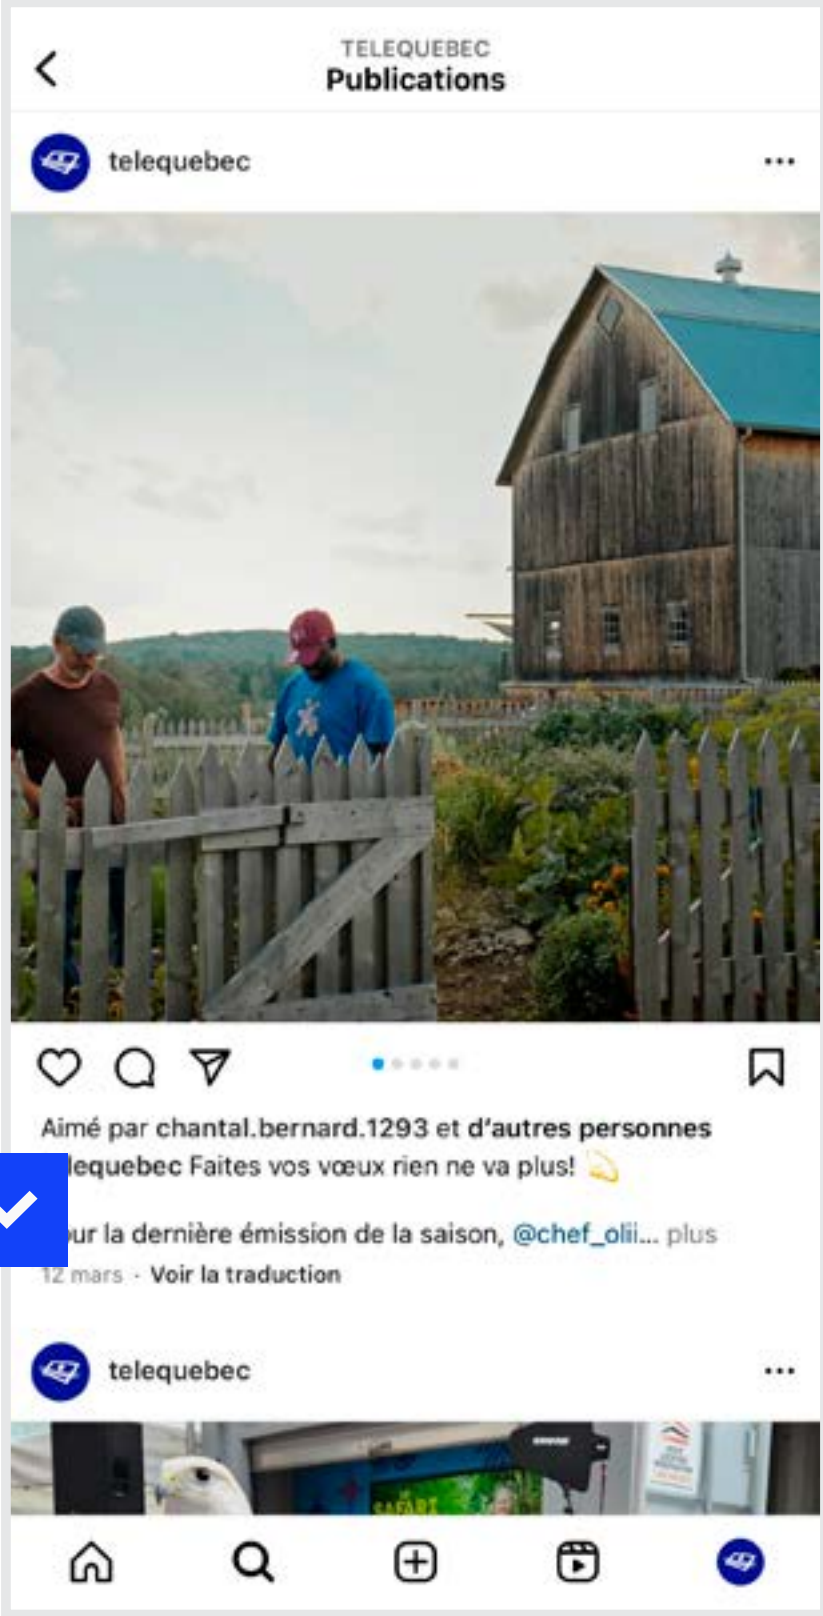 TELEQUEBEC
Publications
telequebec
Aimé par chantal.bernard.1293 et d'autres personnes
lequebec Faites vos vœux rien ne va plus! 💫
ur la dernière émission de la saison, @chef_olii... plus
12 mars · Voir la traduction
telequebec
SAFARI